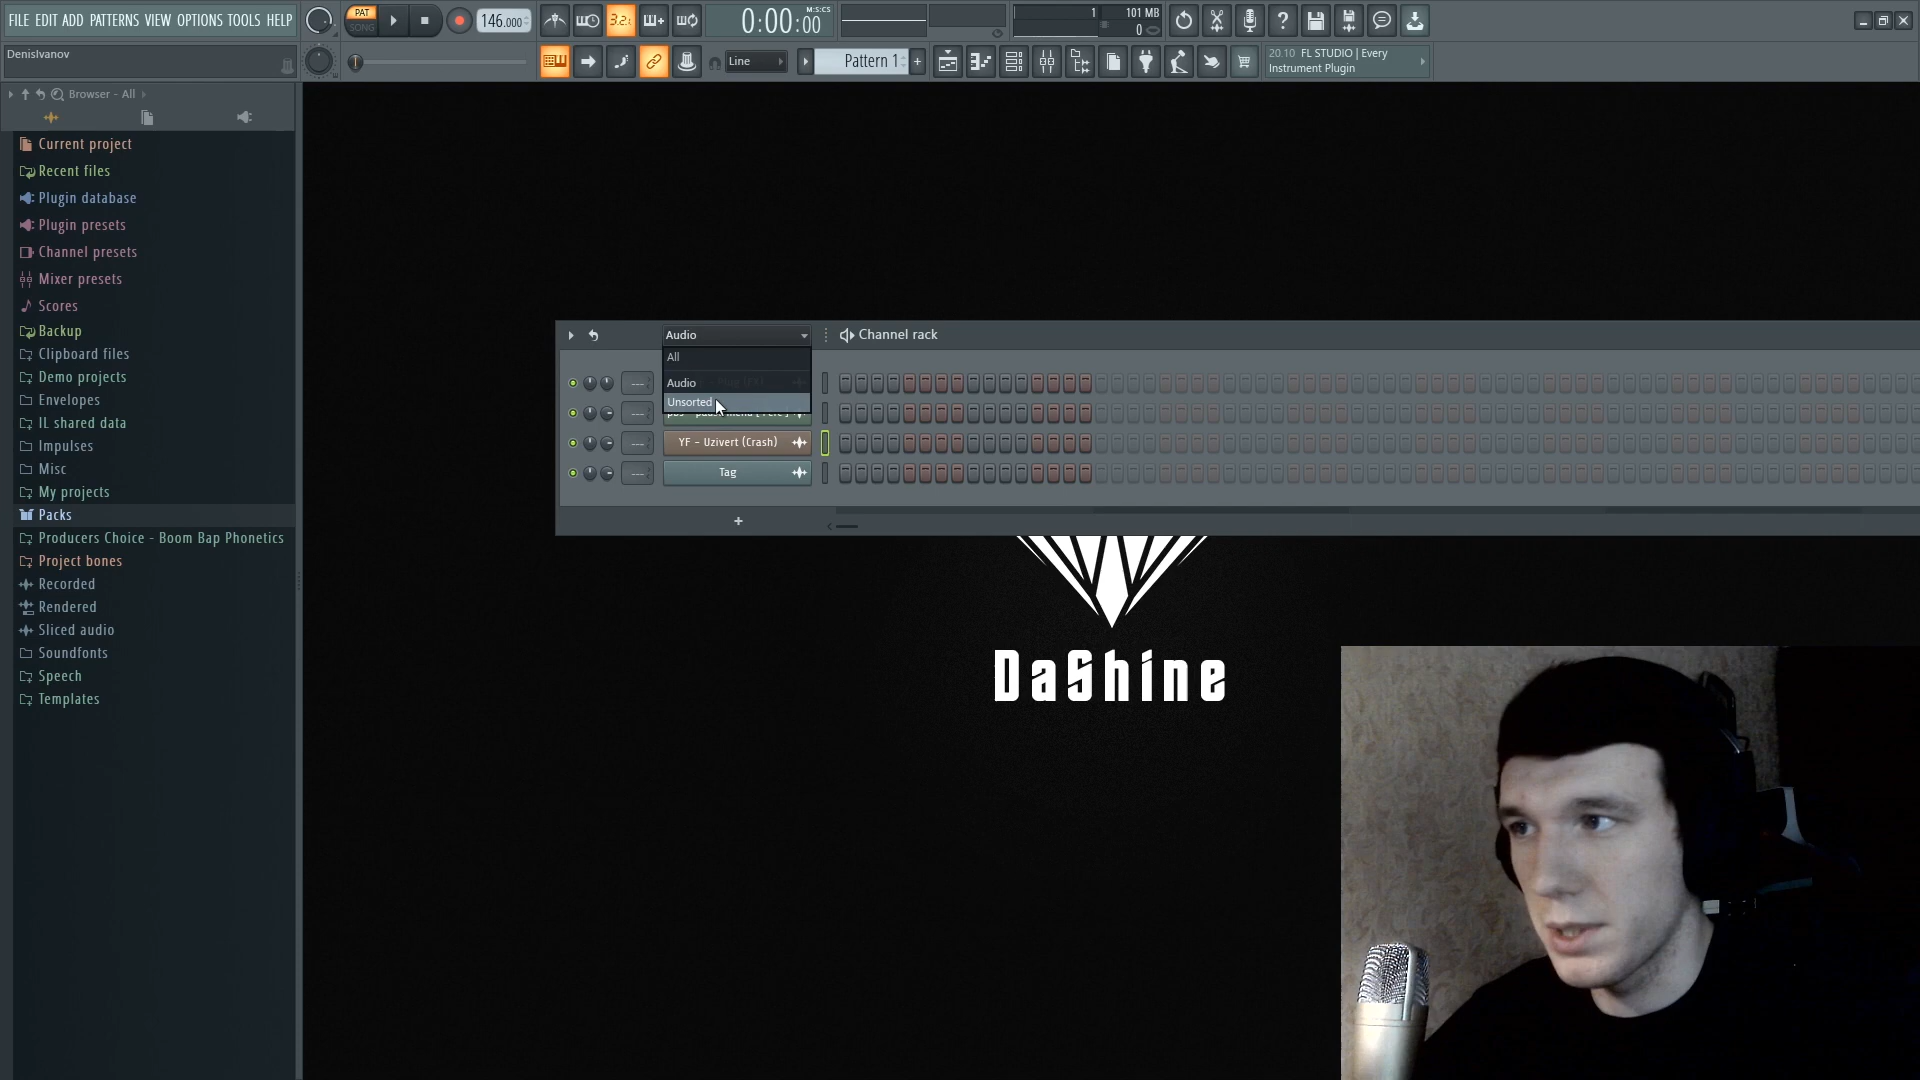 FILE EDIT ADD PATTERNS VIEW OPTIONS TOOLS HELP
PAT
SONG
146.000
3.2.
M:S:CS
0:00:00
1
101 MB
0
DenisIvanov
Line
Pattern 1
+
20.10 FL STUDIO | Every
Instrument Plugin
Browser - All
Current project
Recent files
Plugin database
Plugin presets
Channel presets
Mixer presets
Scores
Backup
Clipboard files
Demo projects
Envelopes
IL shared data
Impulses
Misc
My projects
Packs
Producers Choice - Boom Bap Phonetics
Project bones
Recorded
Rendered
Sliced audio
Soundfonts
Speech
Templates
Audio
Channel rack
All
Audio
Unsorted
YF - Uzivert (Crash)
Tag
+
DaShine